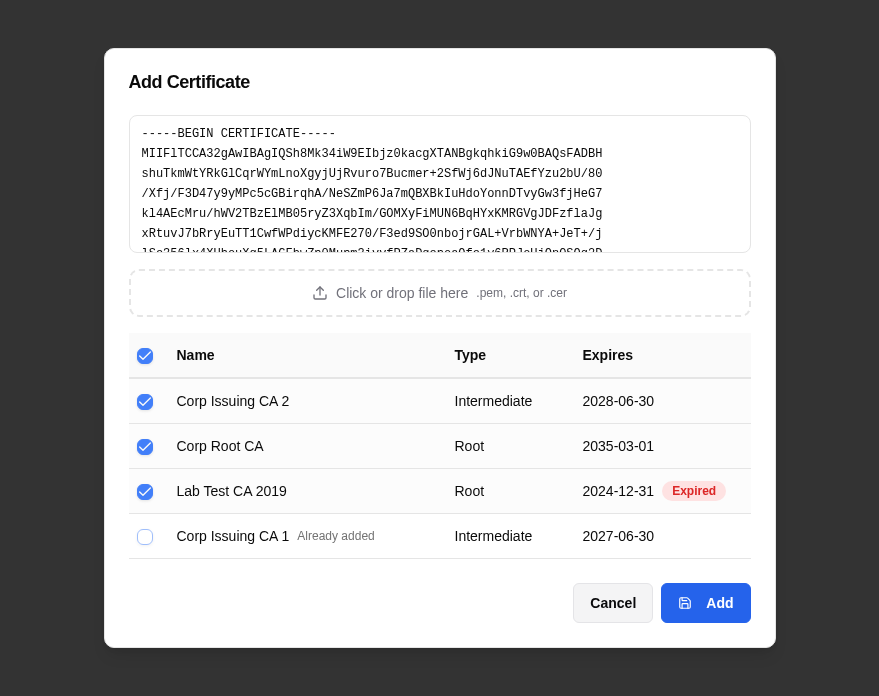 Add Certificate
-----BEGIN CERTIFICATE-----
MIIFlTCCA32gAwIBAgIQSh8Mk34iW9EIbjz0kacgXTANBgkqhkiG9w0BAQsFADBH
shuTkmWtYRkGlCqrWYmLnoXgyjUjRvuro7Bucmer+2SfWj6dJNuTAEfYzu2bU/80
/Xfj/F3D47y9yMPc5cGBirqhA/NeSZmP6Ja7mQBXBkIuHdoYonnDTvyGw3fjHeG7
kl4AEcMru/hWV2TBzElMB05ryZ3XqbIm/GOMXyFiMUN6BqHYxKMRGVgJDFzflaJg
xRtuvJ7bRryEuTT1CwfWPdiycKMFE270/F3ed9SO0nbojrGAL+VrbWNYA+JeT+/j
Click or drop file here .pem, .crt, or .cer
Name Type Expires
Corp Issuing CA 2 Intermediate 2028-06-30
Corp Root CA Root 2035-03-01
Lab Test CA 2019 Root 2024-12-31 Expired
Corp Issuing CA 1 Already added Intermediate 2027-06-30
Cancel Add